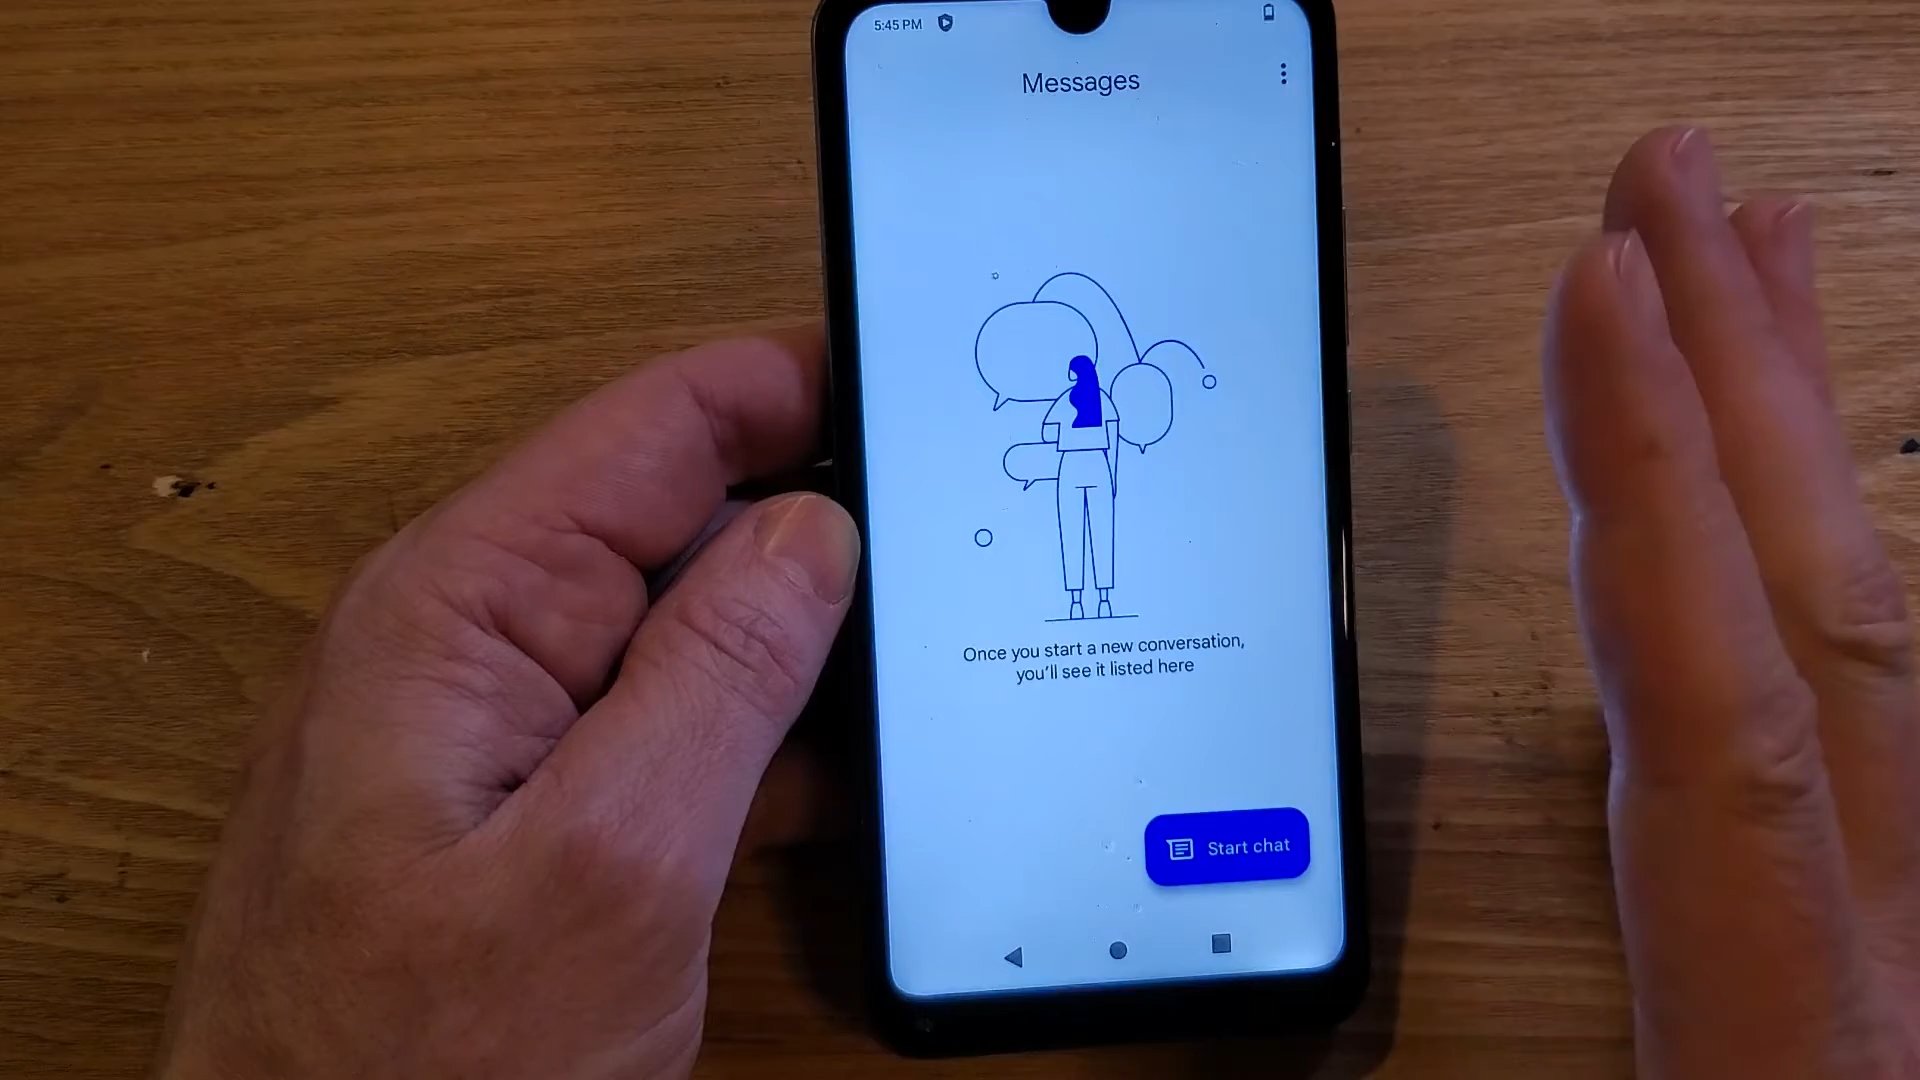 5:45 PM
Messages
Once you start a new conversation,
you'll see it listed here
Start chat